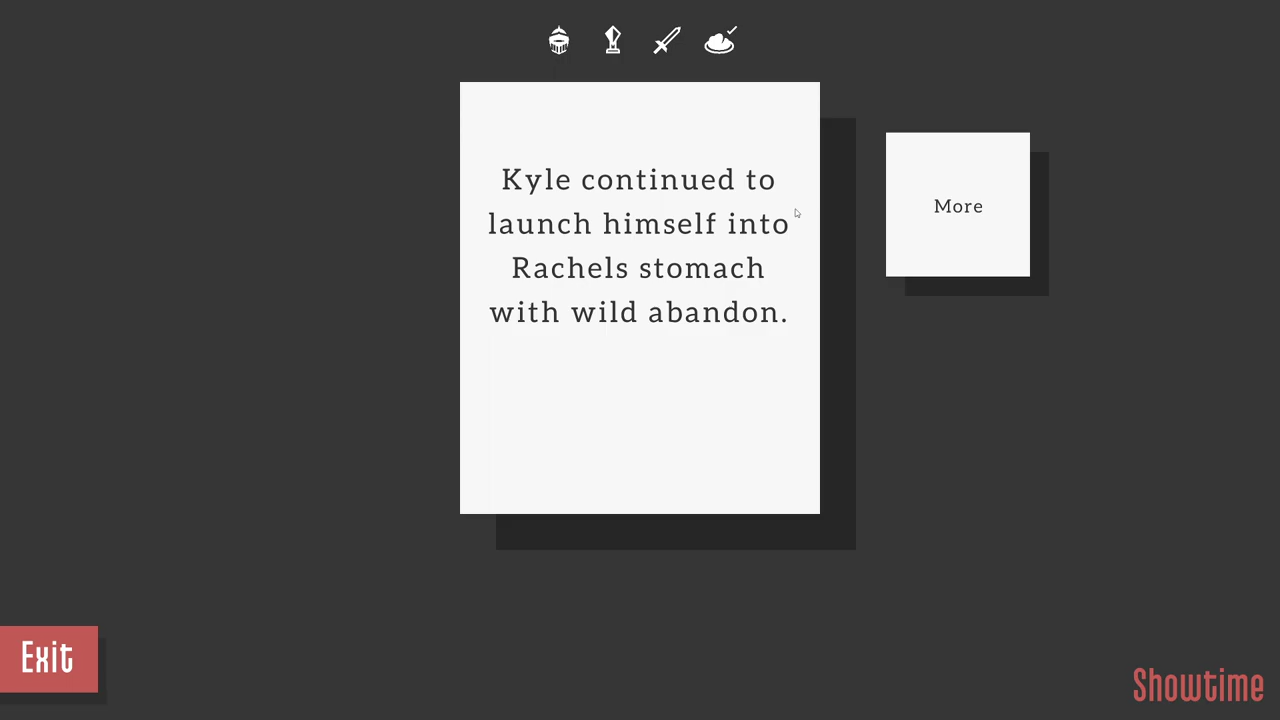 Kyle continued to
launch himself into
Rachels stomach
with wild abandon.
More
Exit
Showtime